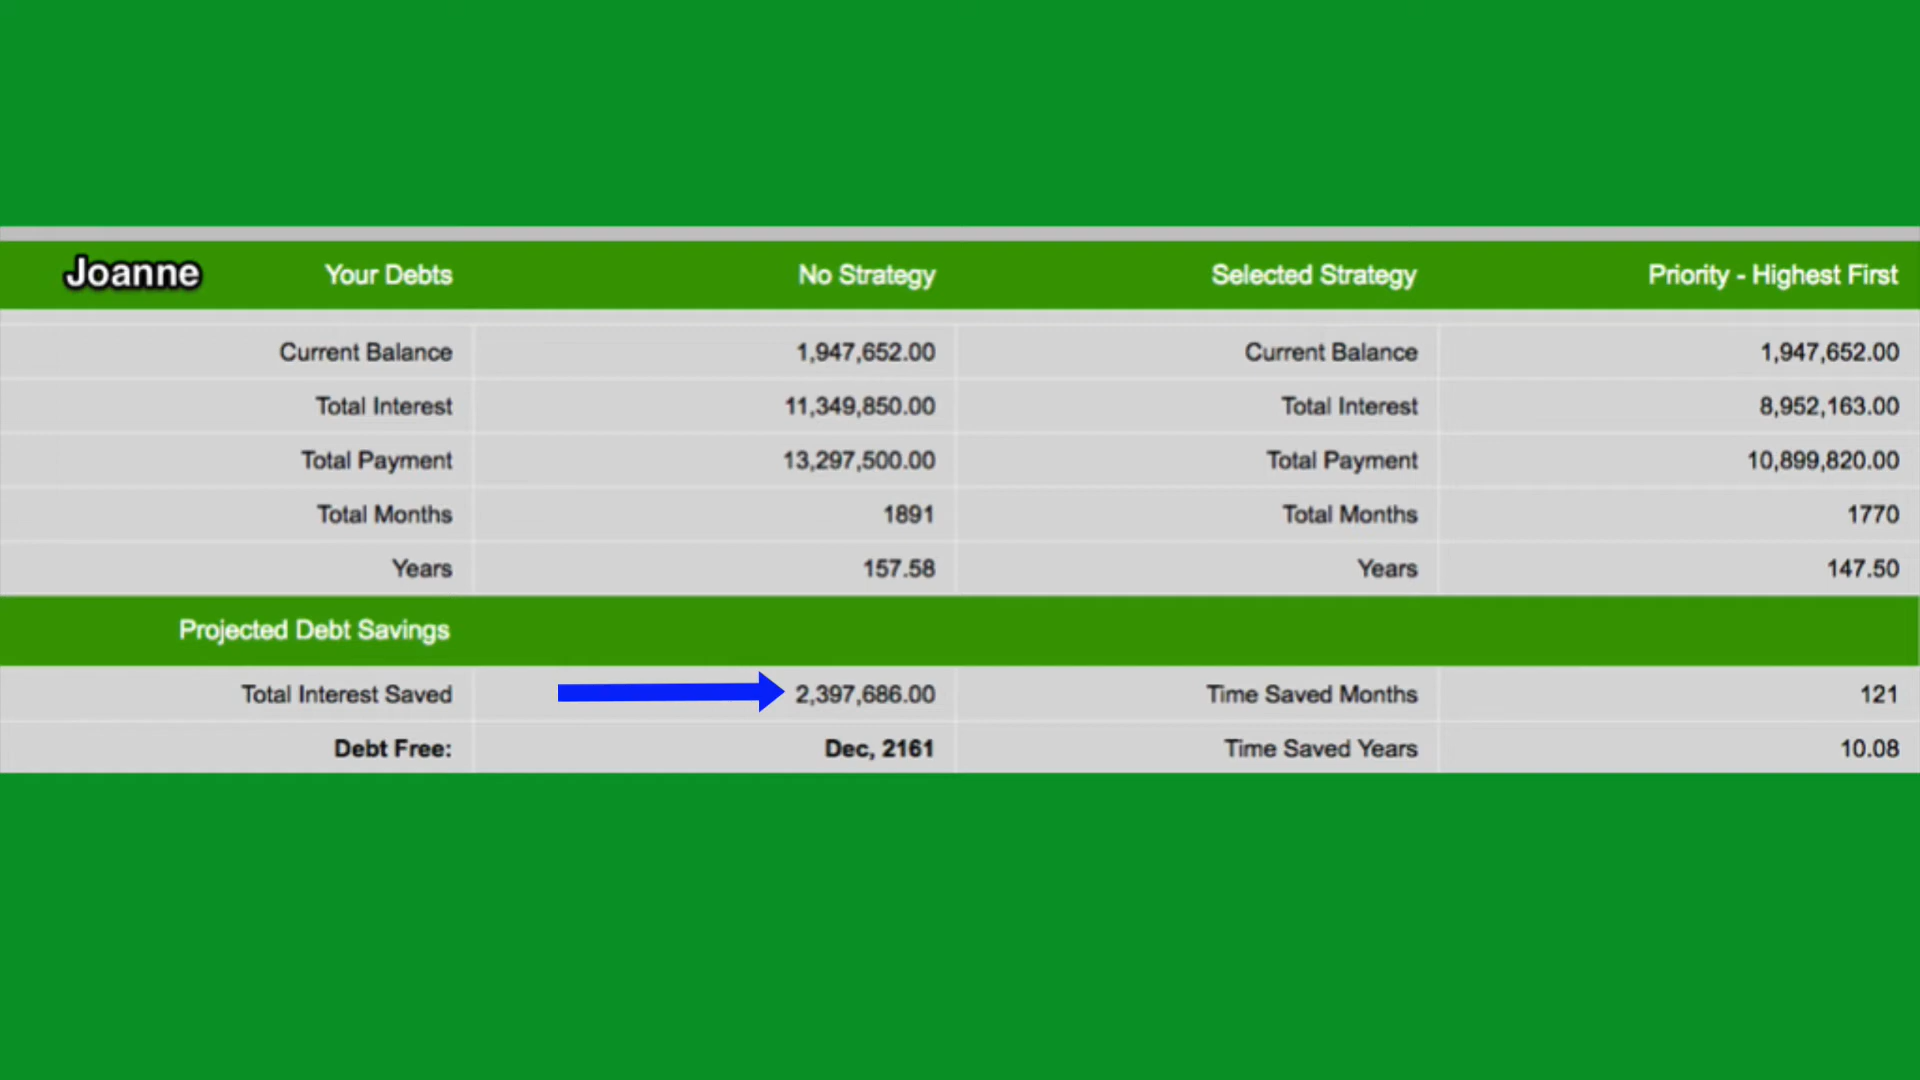 Joanne Your Debts No Strategy Selected Strategy Priority - Highest First
Current Balance 1,947,652.00 Current Balance 1,947,652.00
Total Interest 11,349,850.00 Total Interest 8,952,163.00
Total Payment 13,297,500.00 Total Payment 10,899,820.00
Total Months 1891 Total Months 1770
Years 157.58 Years 147.50
Projected Debt Savings
Total Interest Saved 2,397,686.00 Time Saved Months 121
Debt Free: Dec, 2161 Time Saved Years 10.08